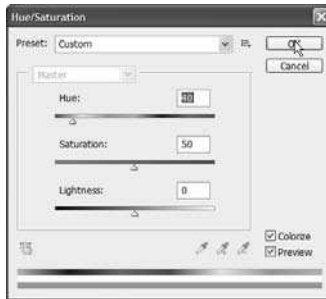 Hue/Saturation
Preset: Custom
OK
Cancel
Master
Hue: 40
Saturation: 50
Lightness: 0
Colorize
Preview